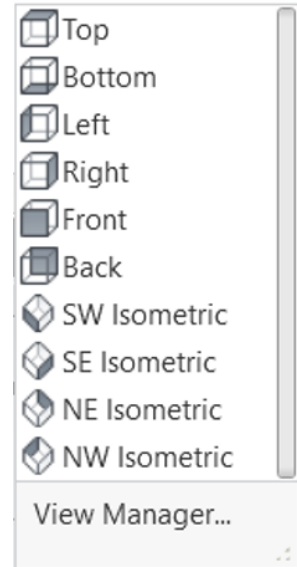 Top
Bottom
Left
Right
Front
Back
SW Isometric
SE Isometric
NE Isometric
NW Isometric
View Manager...